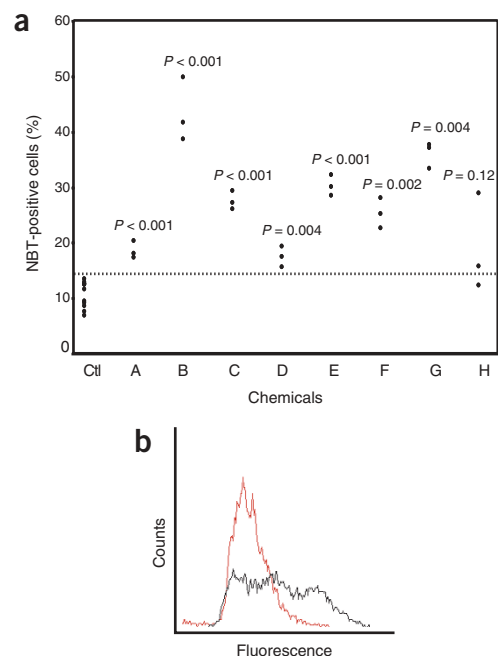 a
NBT-positive cells (%)
60
50
40
30
20
10
0
P < 0.001
P < 0.001
P < 0.001
P = 0.004
P < 0.001
P = 0.002
P = 0.004
P = 0.12
Ctl A B C D E F G H
Chemicals
b
Counts
Fluorescence